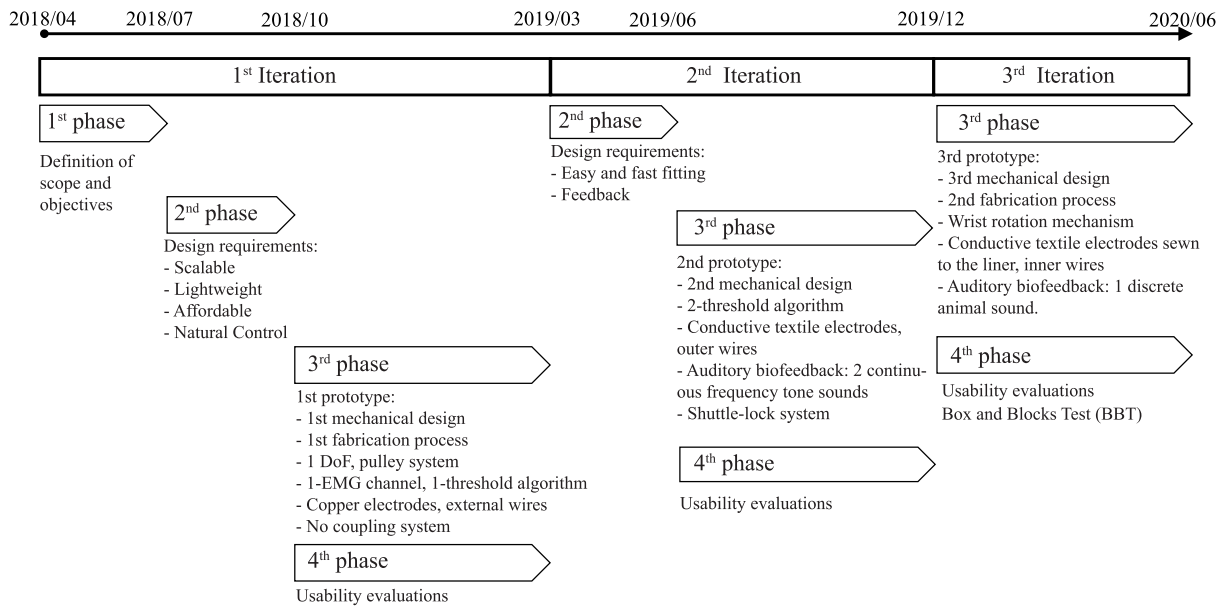 2018/04 2018/07 2018/10 2019/03 2019/06 2019/12 2020/06
1st Iteration
2nd Iteration
3rd Iteration
1st phase
Definition of
scope and
objectives
2nd phase
Design requirements:
- Scalable
- Lightweight
- Affordable
- Natural Control
3rd phase
1st prototype:
- 1st mechanical design
- 1st fabrication process
- 1 DoF, pulley system
- 1-EMG channel, 1-threshold algorithm
- Copper electrodes, external wires
- No coupling system
4th phase
Usability evaluations
2nd phase
Design requirements:
- Easy and fast fitting
- Feedback
3rd phase
2nd prototype:
- 2nd mechanical design
- 2-threshold algorithm
- Conductive textile electrodes,
outer wires
- Auditory biofeedback: 2 continu-
ous frequency tone sounds
- Shuttle-lock system
4th phase
Usability evaluations
3rd phase
3rd prototype:
- 3rd mechanical design
- 2nd fabrication process
- Wrist rotation mechanism
- Conductive textile electrodes sewn
to the liner, inner wires
- Auditory biofeedback: 1 discrete
animal sound.
4th phase
Usability evaluations
Box and Blocks Test (BBT)